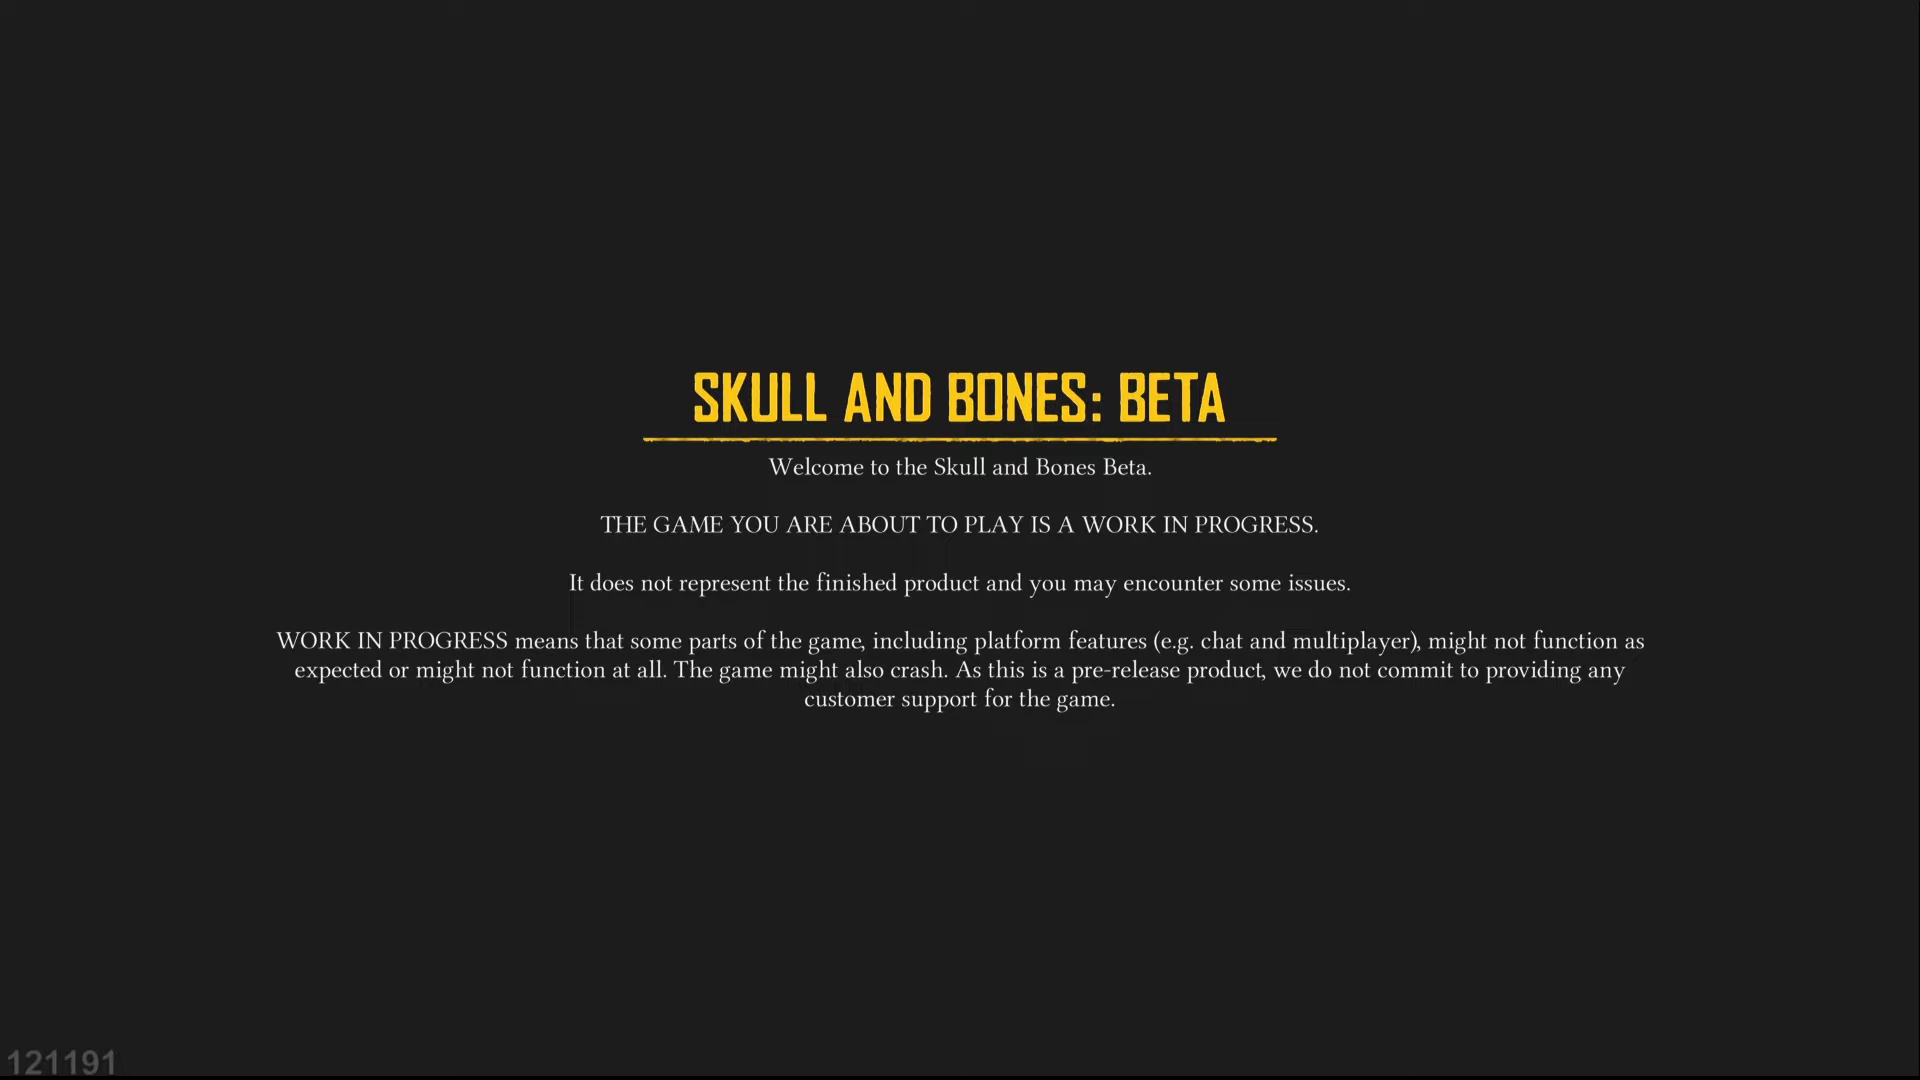 SKULL AND BONES: BETA
Welcome to the Skull and Bones Beta.
THE GAME YOU ARE ABOUT TO PLAY IS A WORK IN PROGRESS.
It does not represent the finished product and you may encounter some issues.
WORK IN PROGRESS means that some parts of the game, including platform features (e.g. chat and multiplayer), might not function as
expected or might not function at all. The game might also crash. As this is a pre-release product, we do not commit to providing any
customer support for the game.
121191